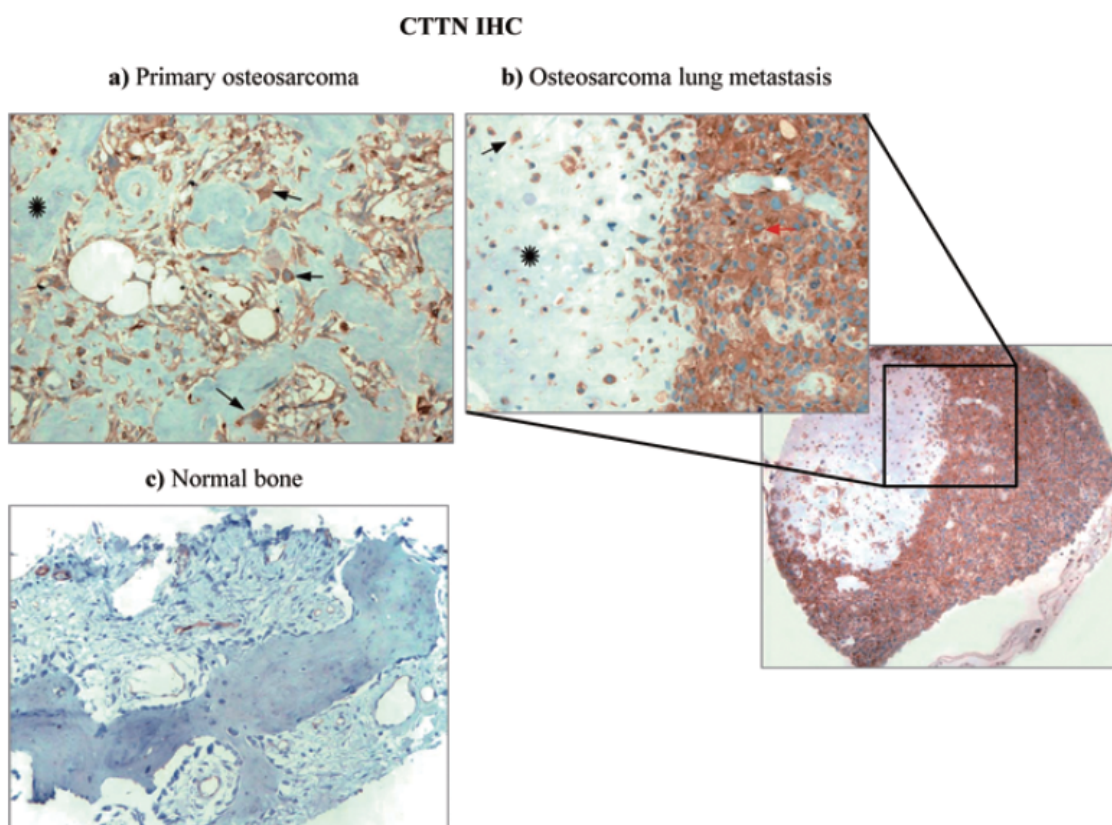 CTTN IHC
a) Primary osteosarcoma
b) Osteosarcoma lung metastasis
c) Normal bone